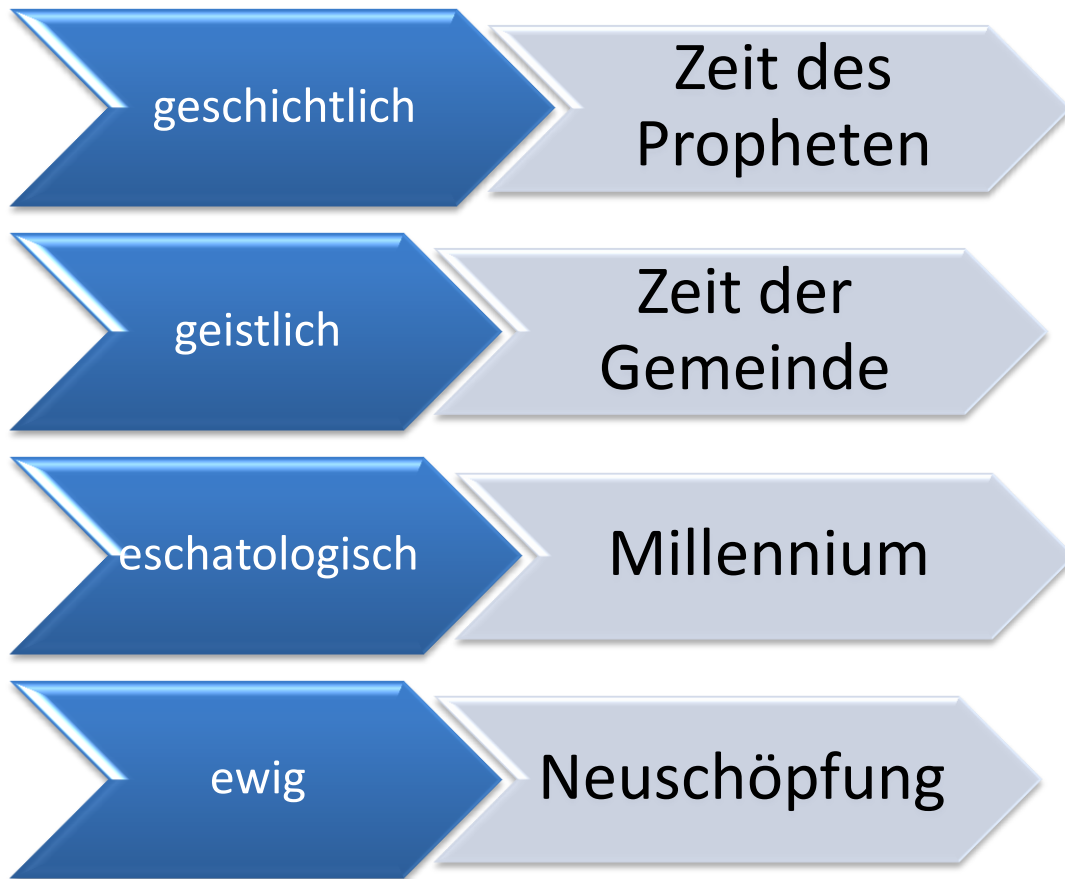 geschichtlich
Zeit des
Propheten
geistlich
Zeit der
Gemeinde
eschatologisch
Millennium
ewig
Neuschöpfung